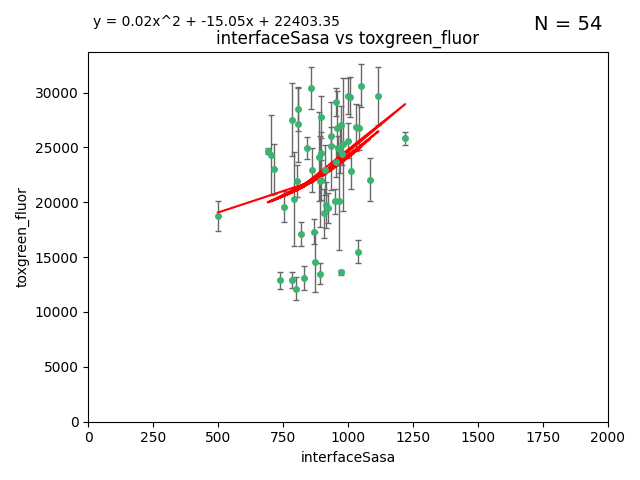 y = 0.02x^2 + -15.05x + 22403.35
N = 54
interfaceSasa vs toxgreen_fluor
30000
25000
20000
15000
10000
5000
0
toxgreen_fluor
0 250 500 750 1000 1250 1500 1750 2000
interfaceSasa